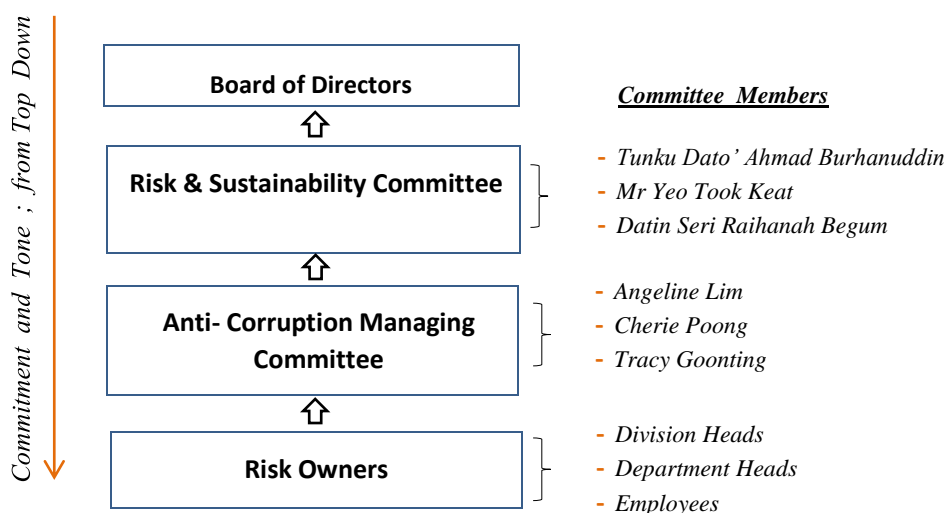 Commitment and Tone ; from Top Down
Board of Directors
Committee Members
Risk & Sustainability Committee
- Tunku Dato’ Ahmad Burhanuddin
- Mr Yeo Took Keat
- Datin Seri Raihanah Begum
Anti- Corruption Managing
Committee
- Angeline Lim
- Cherie Poong
- Tracy Goonting
Risk Owners
- Division Heads
- Department Heads
- Employees